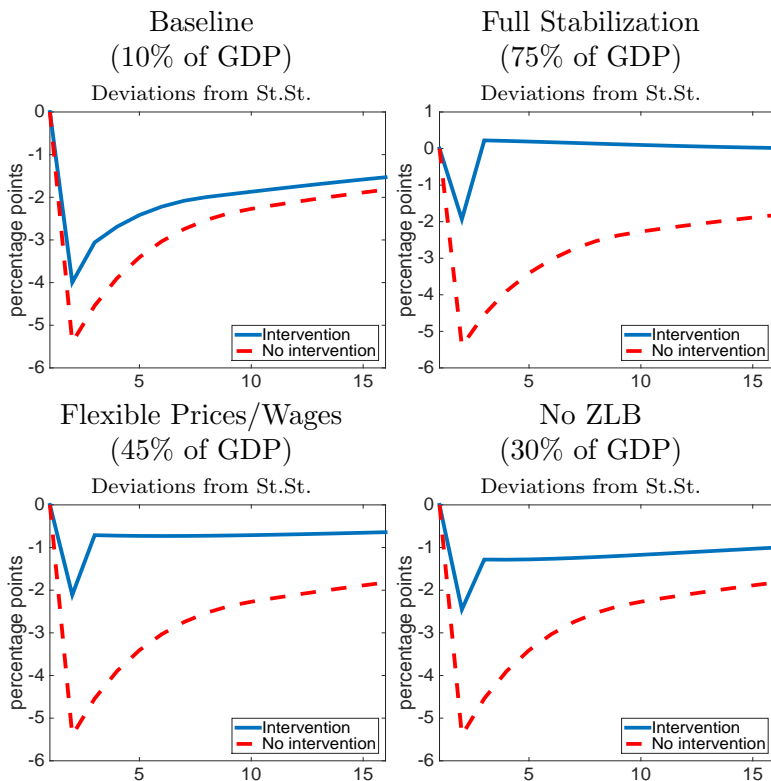 Baseline
(10% of GDP)
Deviations from St.St.
0
-1
-2
-3
-4
-5
-6
percentage points
Intervention
No intervention
5
10
15
Full Stabilization
(75% of GDP)
Deviations from St.St.
1
0
-1
-2
-3
-4
-5
-6
percentage points
Intervention
No intervention
5
10
15
Flexible Prices/Wages
(45% of GDP)
Deviations from St.St.
0
-1
-2
-3
-4
-5
-6
percentage points
Intervention
No intervention
5
10
15
No ZLB
(30% of GDP)
Deviations from St.St.
0
-1
-2
-3
-4
-5
-6
percentage points
Intervention
No intervention
5
10
15